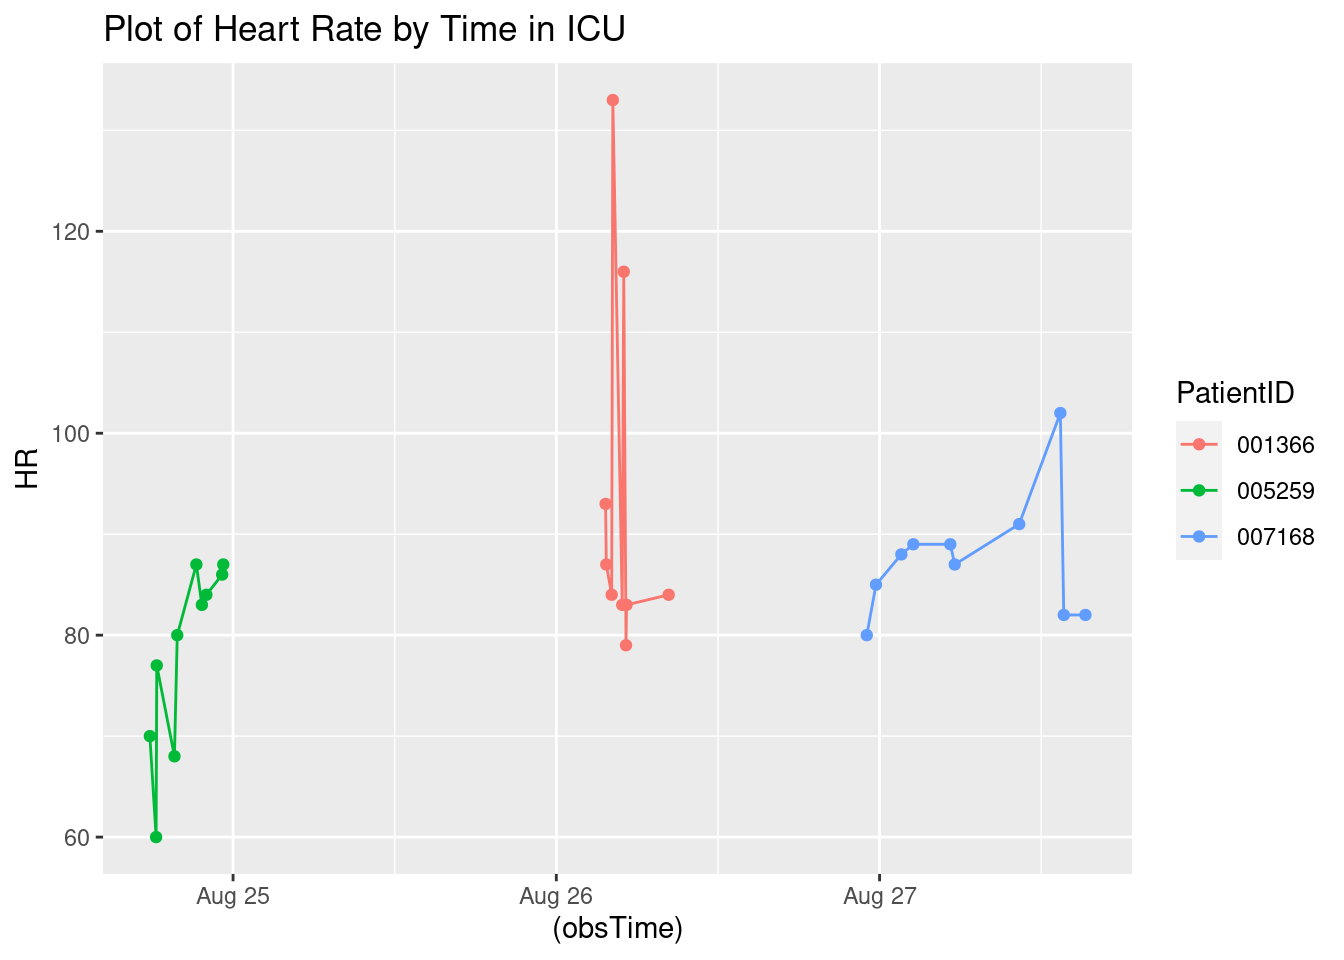 Plot of Heart Rate by Time in ICU
HR
120
100
80
60
Aug 25 Aug 26 Aug 27
(obsTime)
PatientID
001366
005259
007168